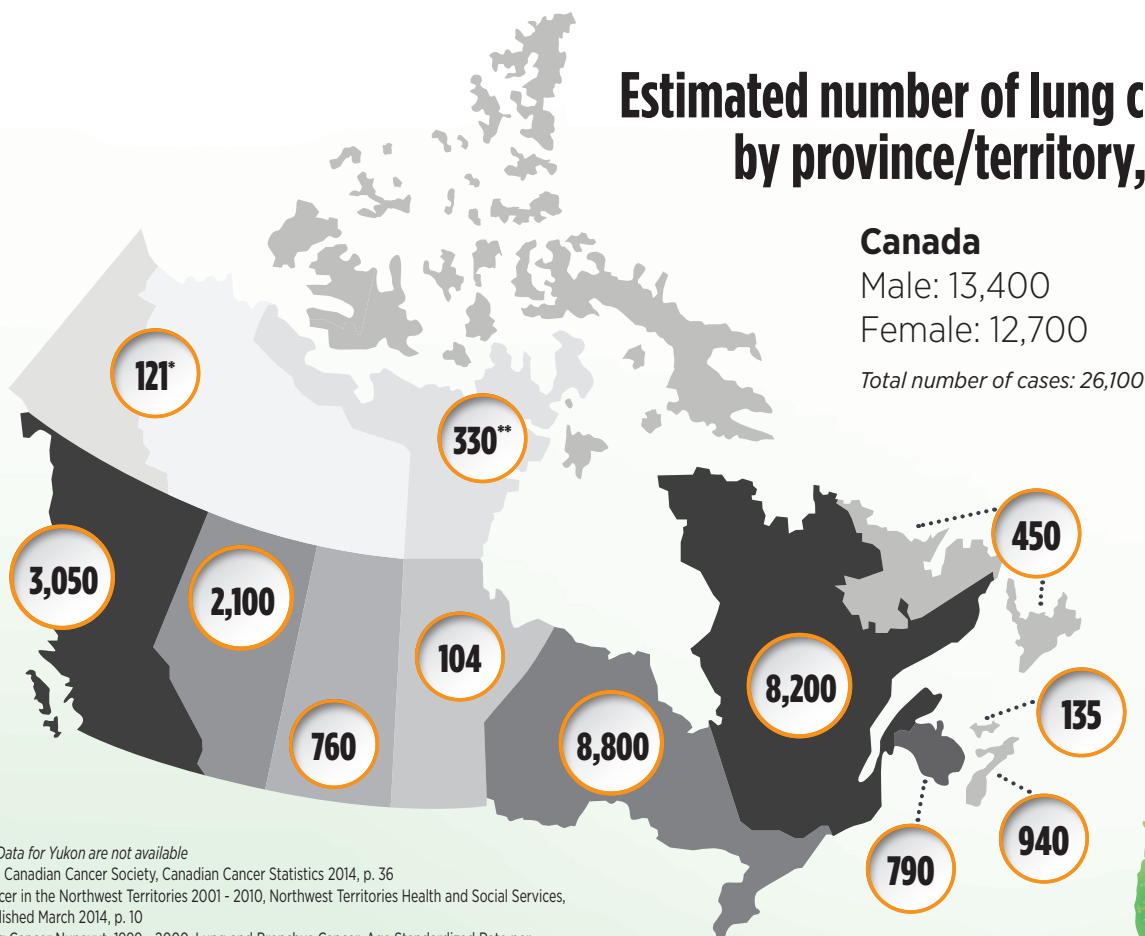 Estimated number of lung c
by province/territory,
Canada
Male: 13,400
Female: 12,700
Total number of cases: 26,100
121*
330**
3,050
2,100
104
760
8,800
8,200
450
135
940
790
Data for Yukon are not available
Canadian Cancer Society, Canadian Cancer Statistics 2014, p. 36
cer in the Northwest Territories 2001 - 2010, Northwest Territories Health and Social Services,
lished March 2014, p. 10